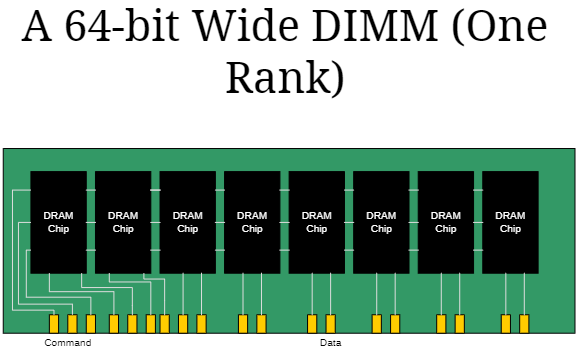 A 64-bit Wide DIMM (One
Rank)
DRAM DRAM DRAM DRAM DRAM DRAM DRAM DRAM
Chip Chip Chip Chip Chip Chip Chip Chip
Command Data